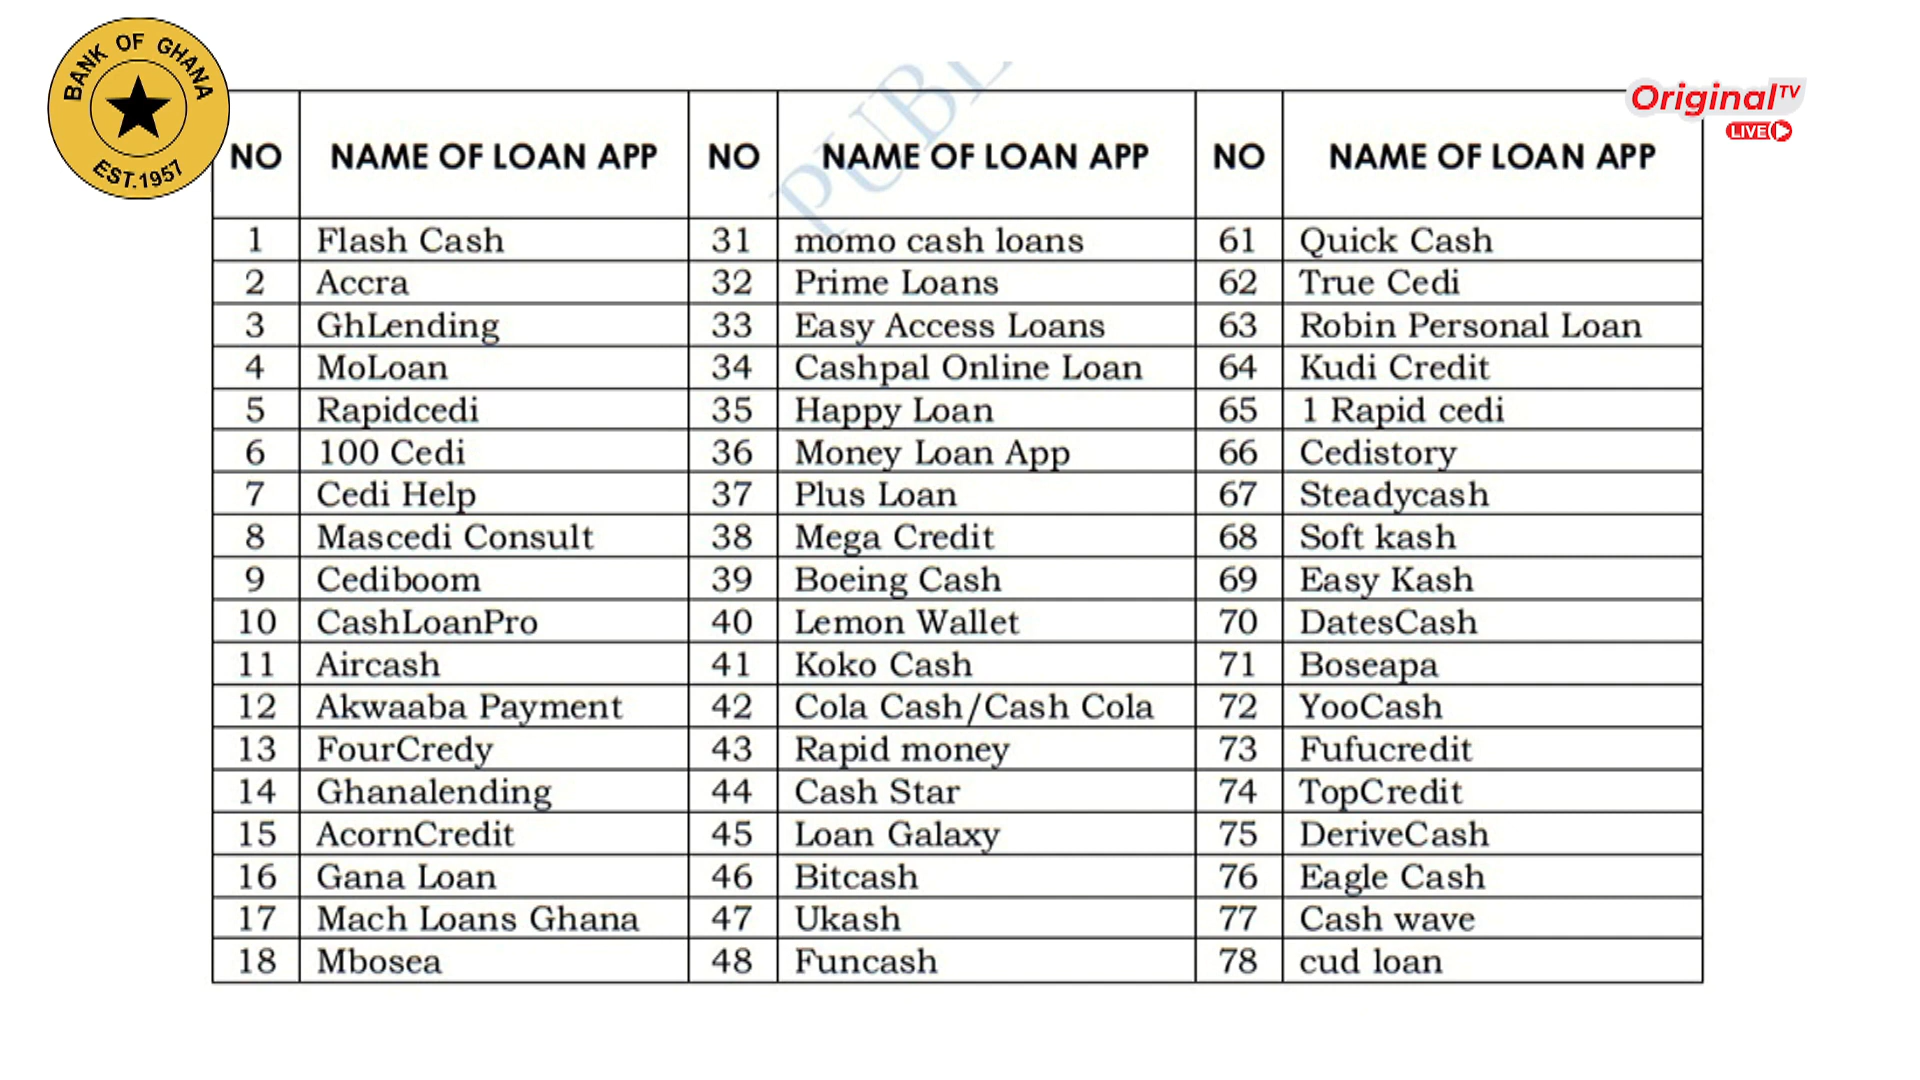 BANK OF GHANA
EST.1957
OriginalTV
LIVE
PUBL
NO NAME OF LOAN APP NO NAME OF LOAN APP NO NAME OF LOAN APP
1 Flash Cash 31 momo cash loans 61 Quick Cash
2 Accra 32 Prime Loans 62 True Cedi
3 GhLending 33 Easy Access Loans 63 Robin Personal Loan
4 MoLoan 34 Cashpal Online Loan 64 Kudi Credit
5 Rapidcedi 35 Happy Loan 65 1 Rapid cedi
6 100 Cedi 36 Money Loan App 66 Cedistory
7 Cedi Help 37 Plus Loan 67 Steadycash
8 Mascedi Consult 38 Mega Credit 68 Soft kash
9 Cediboom 39 Boeing Cash 69 Easy Kash
10 CashLoanPro 40 Lemon Wallet 70 DatesCash
11 Aircash 41 Koko Cash 71 Boseapa
12 Akwaaba Payment 42 Cola Cash/Cash Cola 72 YooCash
13 FourCredy 43 Rapid money 73 Fufucredit
14 Ghanalending 44 Cash Star 74 TopCredit
15 AcornCredit 45 Loan Galaxy 75 DeriveCash
16 Gana Loan 46 Bitcash 76 Eagle Cash
17 Mach Loans Ghana 47 Ukash 77 Cash wave
18 Mbosea 48 Funcash 78 cud loan